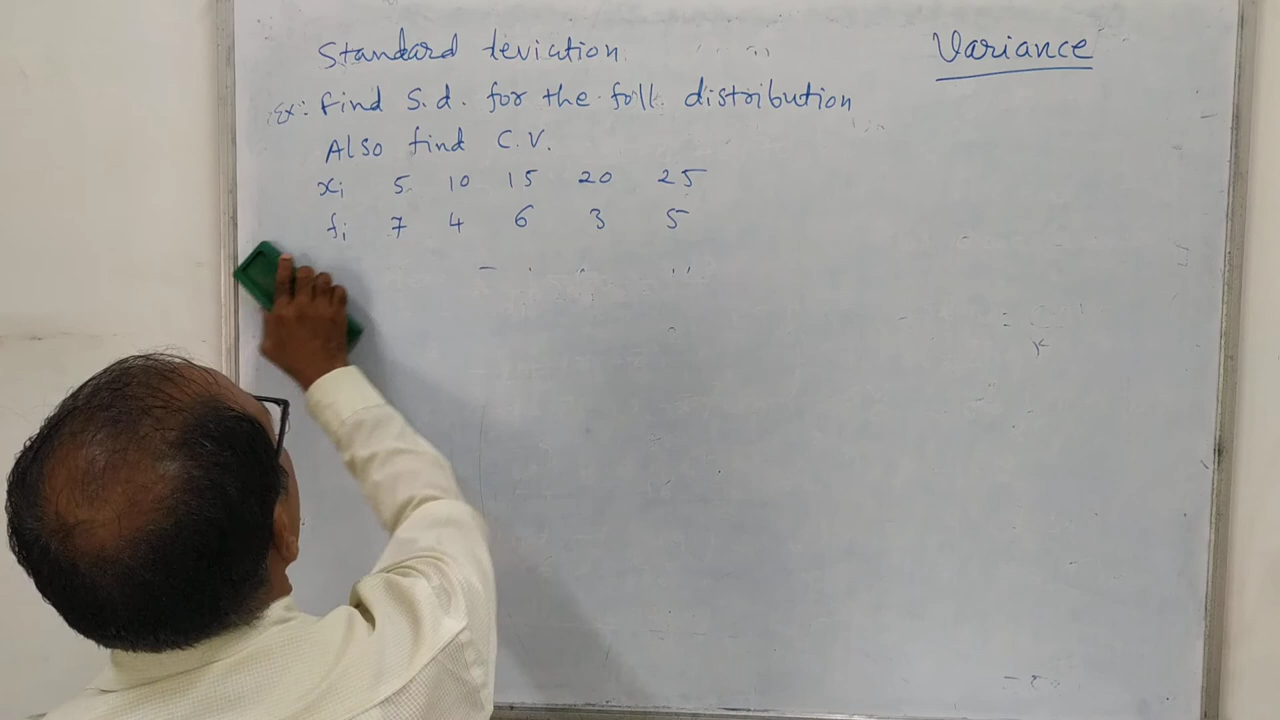 Standard deviation
Variance
Ex: Find S.d. for the foll. distribution
Also find C.V.
xi 5 10 15 20 25
fi 7 4 6 3 5